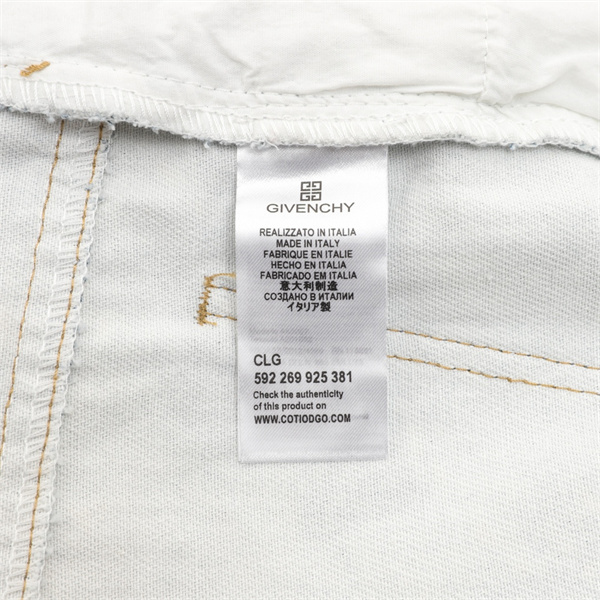 GIVENCHY
REALIZZATO IN ITALIA
MADE IN ITALY
FABRIQUE EN ITALIE
HECHO EN ITALIA
FABRICADO EM ITALIA
意大利制造
СОЗДАНО В ИТАЛИИ
イタリア製
CLG
592 269 925 381
Check the authenticity
of this product on
WWW.COTIODGO.COM